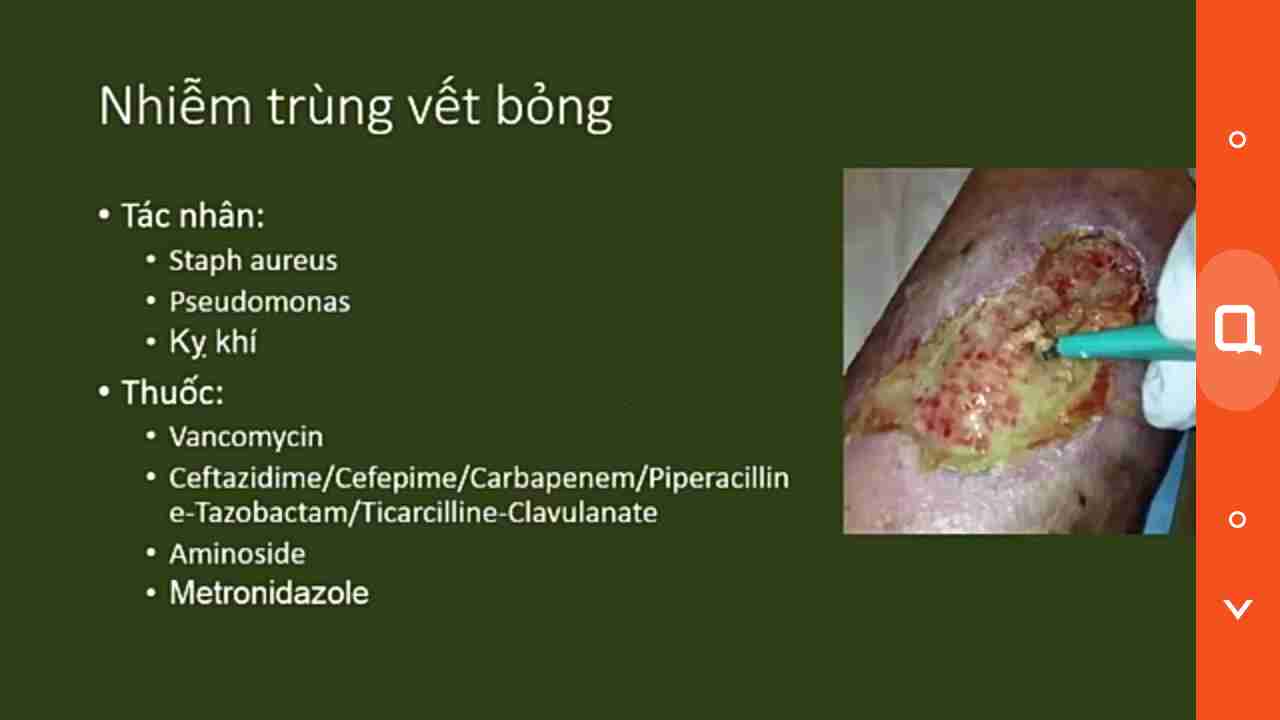 Nhiễm trùng vết bỏng
• Tác nhân:
• Staph aureus
• Pseudomonas
• Kỵ khí
• Thuốc:
• Vancomycin
• Ceftazidime/Cefepime/Carbapenem/Piperacillin
e-Tazobactam/Ticarcilline-Clavulanate
• Aminoside
• Metronidazole